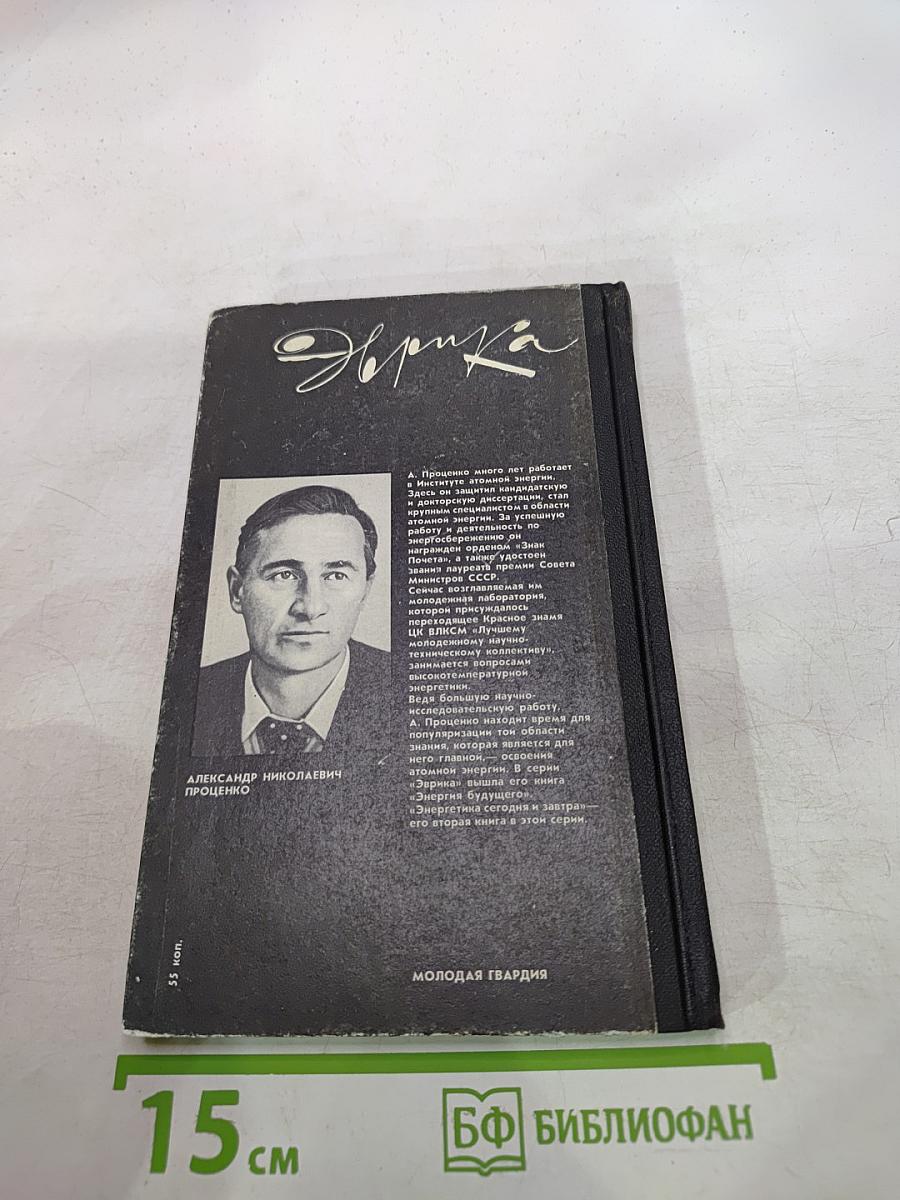 Эврика
А. Проценко много лет работает
в Институте атомной энергии.
Здесь он защитил кандидатскую
и докторскую диссертации, стал
крупным специалистом в области
атомной энергии. За успешную
работу и деятельность по
энергосбережению он
награжден орденом «Знак
Почета», а также удостоен
звания лауреата премии Совета
Министров СССР.
Сейчас возглавляемая им
молодежная лаборатория,
которой присуждалось
переходящее Красное знамя
ЦК ВЛКСМ «Лучшему
молодежному научно-
техническому коллективу»,
занимается вопросами
высокотемпературной
энергетики.
Ведя большую научно-
исследовательскую работу,
А. Проценко находит время для
популяризации той области
знания, которая является для
него главной,— освоения
атомной энергии. В серии
«Эврика» вышла его книга
«Энергия будущего».
«Энергетика сегодня и завтра»—
его вторая книга в этой серии.
АЛЕКСАНДР НИКОЛАЕВИЧ
ПРОЦЕНКО
55 коп.
МОЛОДАЯ ГВАРДИЯ
15 см
БФ БИБЛИОФАН